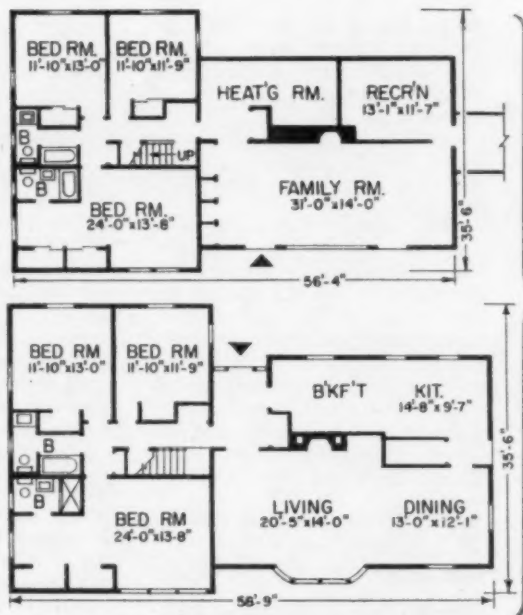 BED RM.
11'-10"x13'-0"
BED RM.
11'-10"x11'-9"
HEAT'G RM.
RECR'N
13'-1"x11'-7"
B
UP
B
BED RM.
24'-0"x13'-8"
FAMILY RM.
31'-0"x14'-0"
35'-6"
56'-4"
BED RM
11'-10"x13'-0"
BED RM
11'-10"x11'-9"
B'KF'T
KIT.
14'-8"x9'-7"
B
B
BED RM
24'-0"x13'-8"
LIVING
20'-5"x14'-0"
DINING
13'-0"x12'-1"
35'-6"
56'-9"